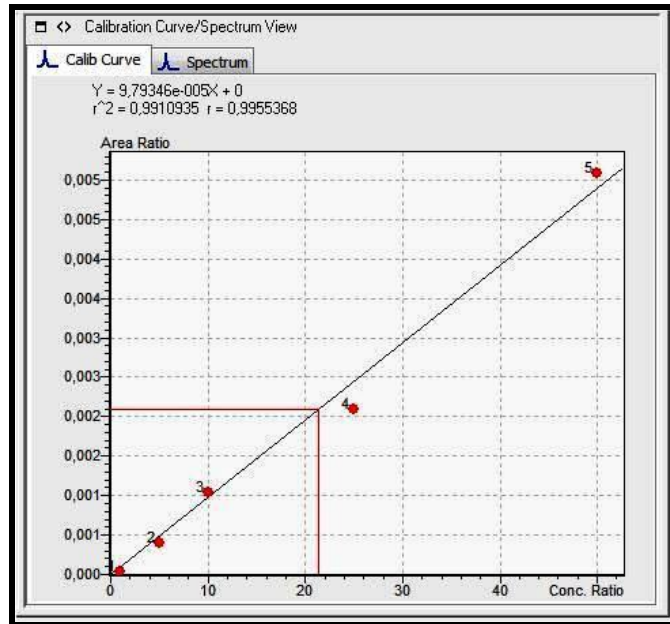 Calibration Curve/Spectrum View
Calib Curve Spectrum
Y = 9,79346e-005X + 0
r^2 = 0,9910935 r = 0,9955368
Area Ratio
0,005
0,005
0,004
0,004
0,003
0,003
0,002
0,002
0,001
0,001
0,000
5
4
3
2
0 10 20 30 40 Conc. Ratio